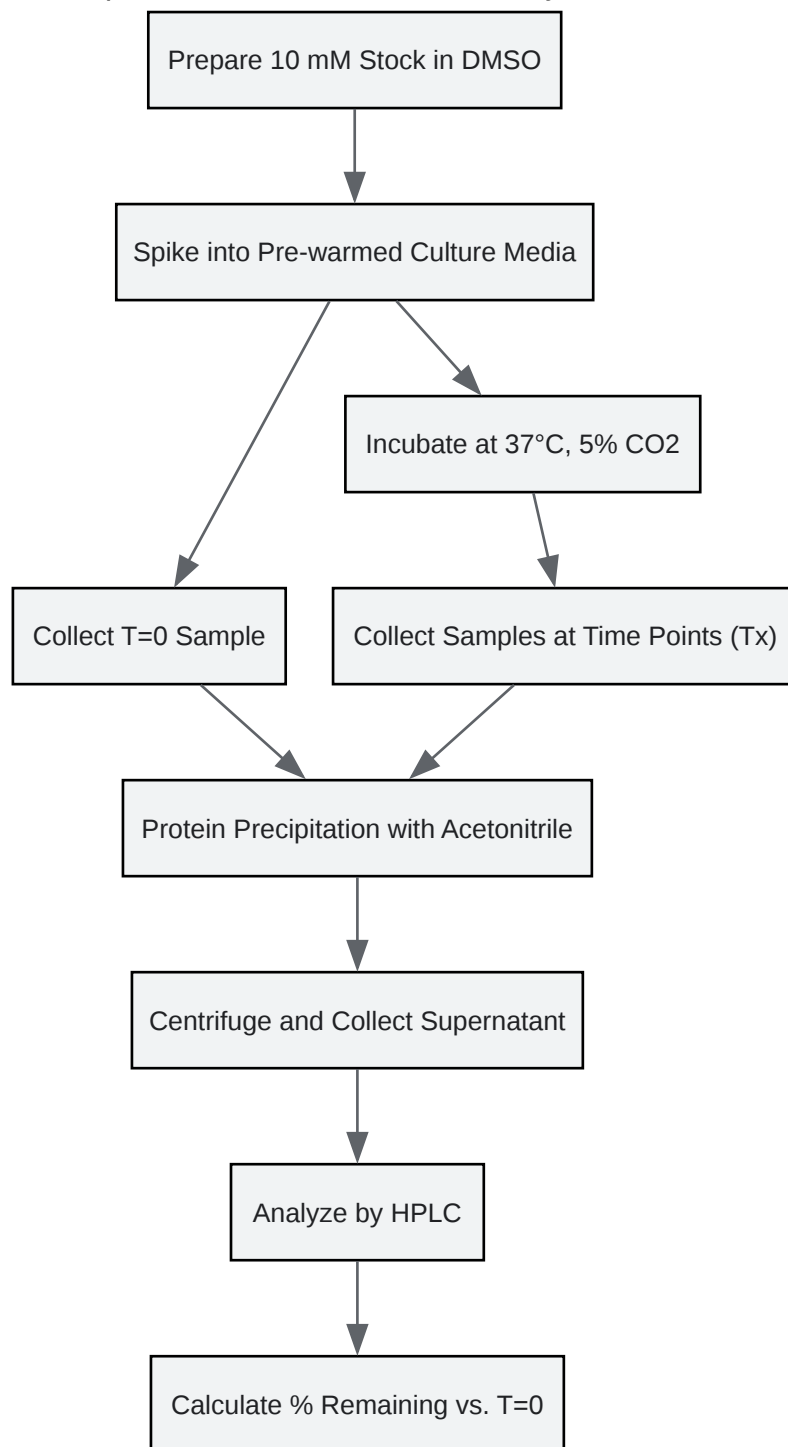 Prepare 10 mM Stock in DMSO
Spike into Pre-warmed Culture Media
Incubate at 37°C, 5% CO2
Collect T=0 Sample
Collect Samples at Time Points (Tx)
Protein Precipitation with Acetonitrile
Centrifuge and Collect Supernatant
Analyze by HPLC
Calculate % Remaining vs. T=0